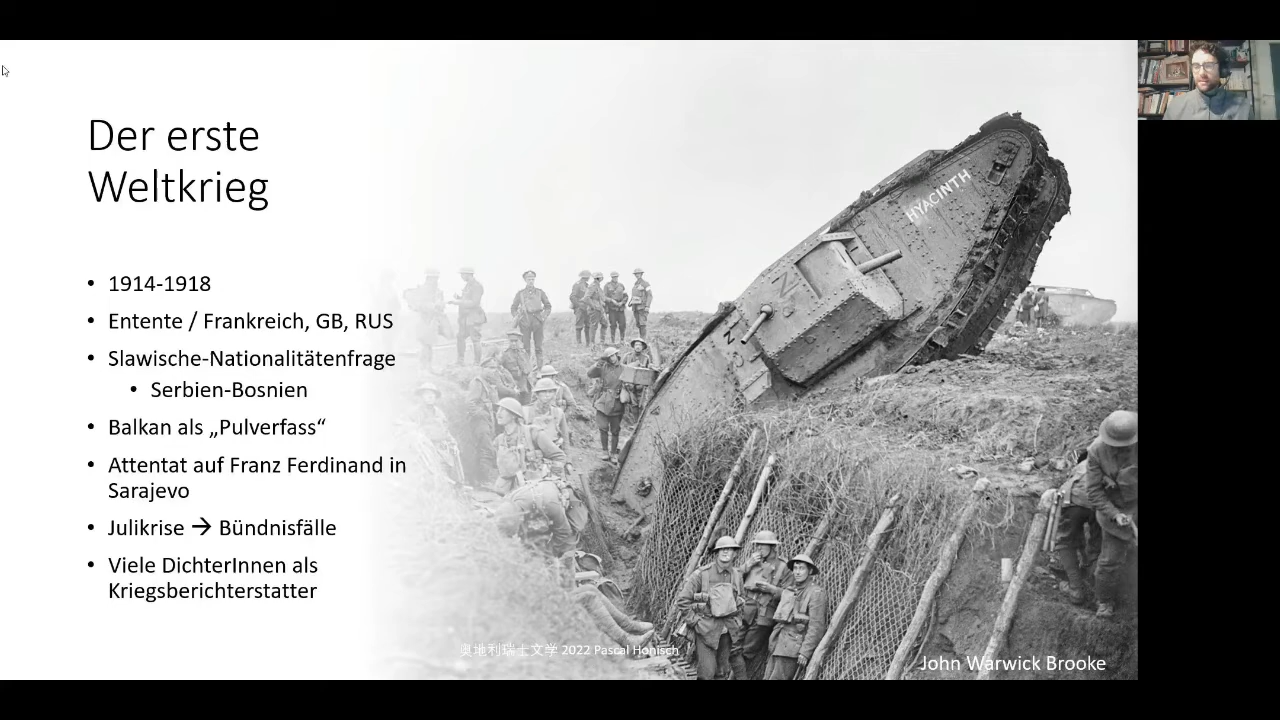 Der erste
Weltkrieg
• 1914-1918
• Entente / Frankreich, GB, RUS
• Slawische-Nationalitätenfrage
• Serbien-Bosnien
• Balkan als „Pulverfass“
• Attentat auf Franz Ferdinand in
Sarajevo
• Julikrise → Bündnisfälle
• Viele DichterInnen als
Kriegsberichterstatter
HYACINTH
奥地利瑞士文学 2022 Pascal Honisch
John Warwick Brooke